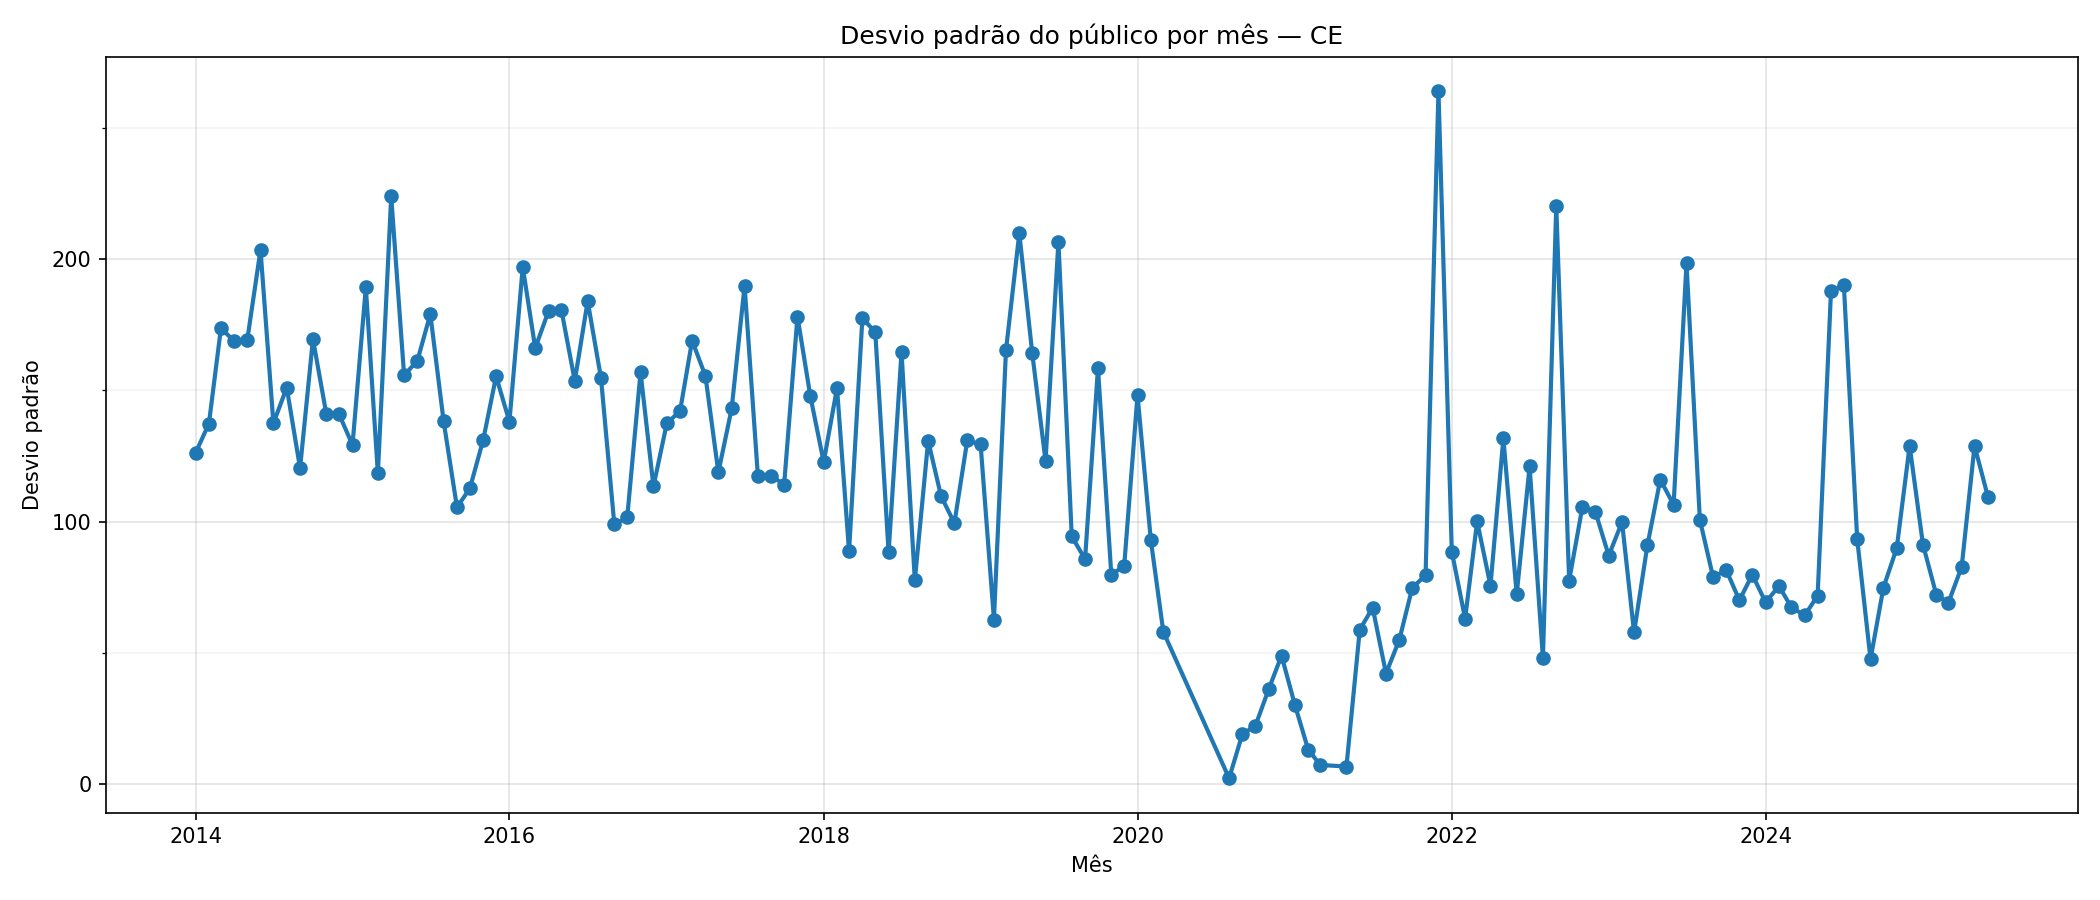 Desvio padrão do público por mês — CE
Desvio padrão
200
100
0
2014 2016 2018 2020 2022 2024
Mês